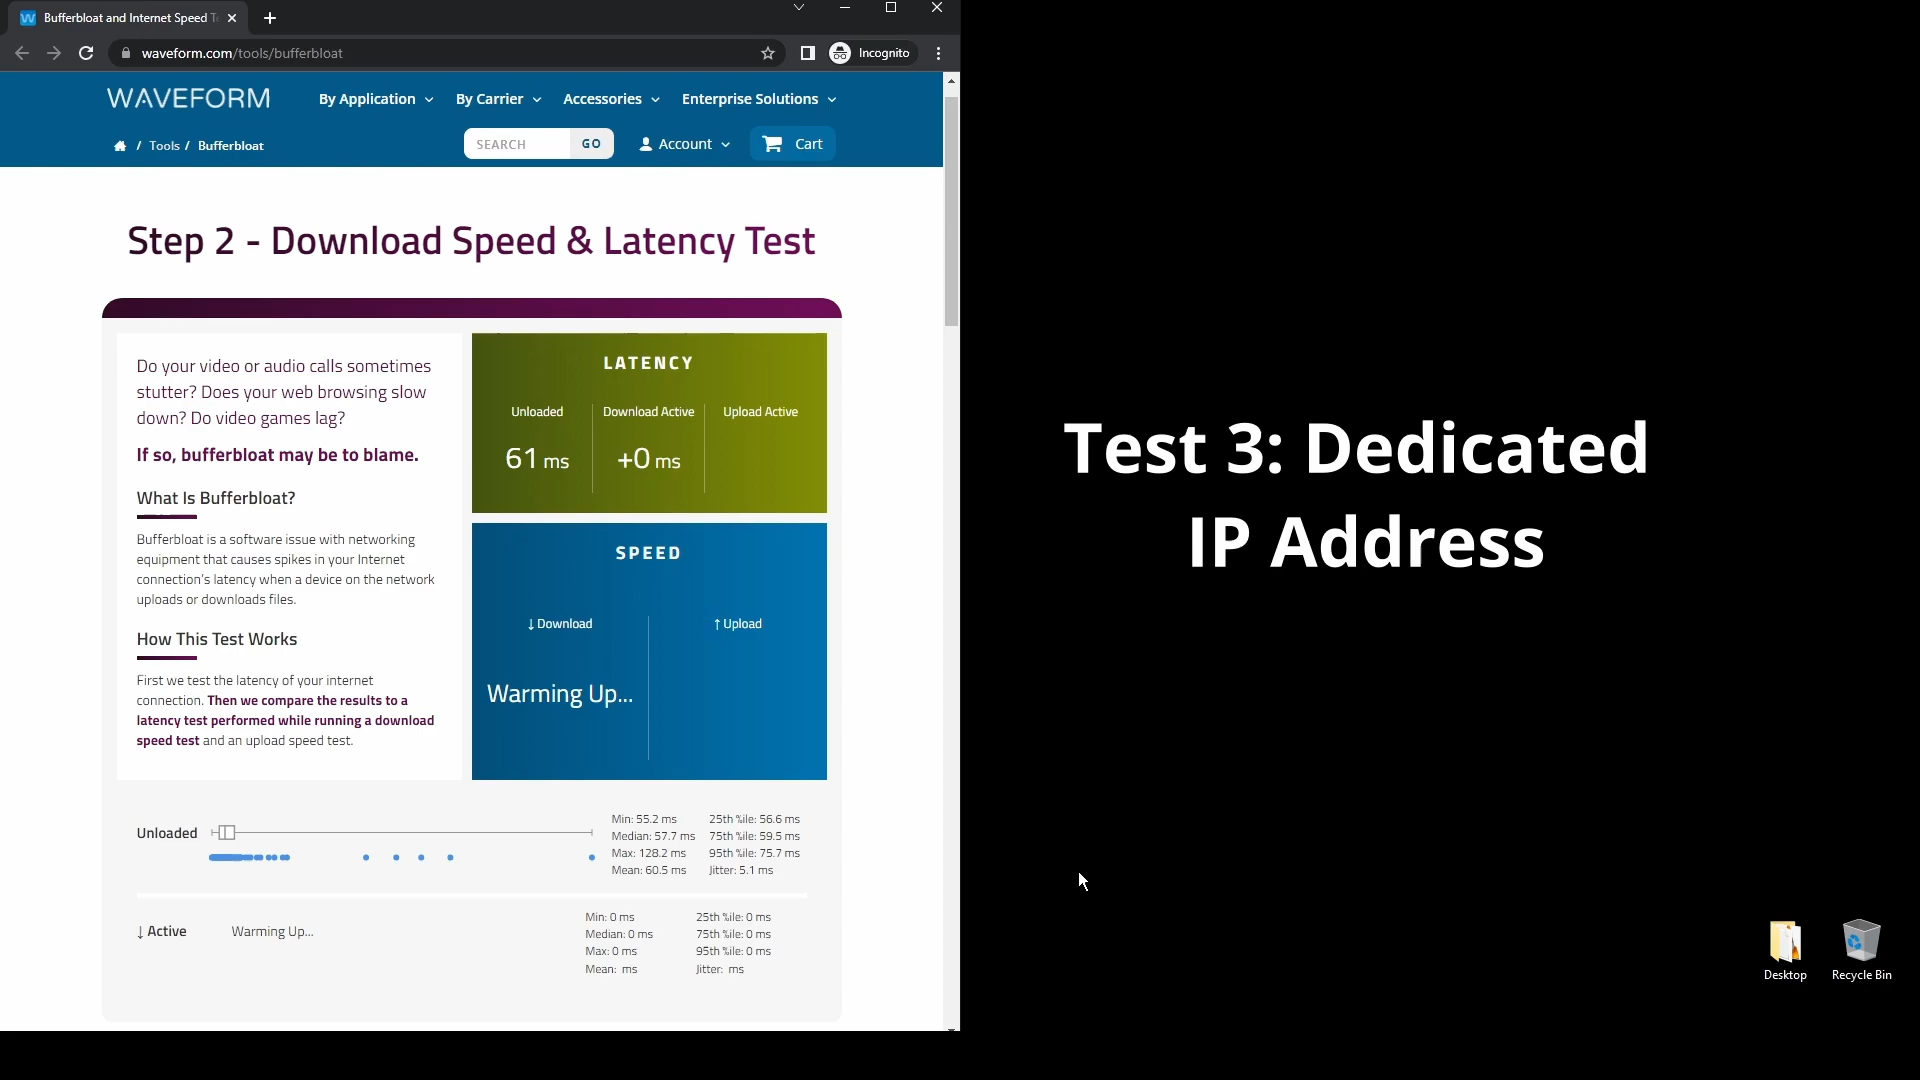 Bufferbloat and Internet Speed T
waveform.com/tools/bufferbloat
Incognito
WAVEFORM
By Application
By Carrier
Accessories
Enterprise Solutions
/ Tools / Bufferbloat
SEARCH
GO
Account
Cart
Step 2 - Download Speed & Latency Test
Do your video or audio calls sometimes
stutter? Does your web browsing slow
down? Do video games lag?
If so, bufferbloat may be to blame.
What Is Bufferbloat?
Bufferbloat is a software issue with networking
equipment that causes spikes in your Internet
connection's latency when a device on the network
uploads or downloads files.
How This Test Works
First we test the latency of your internet
connection. Then we compare the results to a
latency test performed while running a download
speed test and an upload speed test.
LATENCY
Unloaded
Download Active
Upload Active
61 ms
+0 ms
SPEED
↓ Download
↑ Upload
Warming Up...
Unloaded
Min: 55.2 ms
25th %ile: 56.6 ms
Median: 57.7 ms
75th %ile: 59.5 ms
Max: 128.2 ms
95th %ile: 75.7 ms
Mean: 60.5 ms
Jitter: 5.1 ms
↓ Active
Warming Up...
Min: 0 ms
25th %ile: 0 ms
Median: 0 ms
75th %ile: 0 ms
Max: 0 ms
95th %ile: 0 ms
Mean: ms
Jitter: ms
Test 3: Dedicated
IP Address
Desktop
Recycle Bin